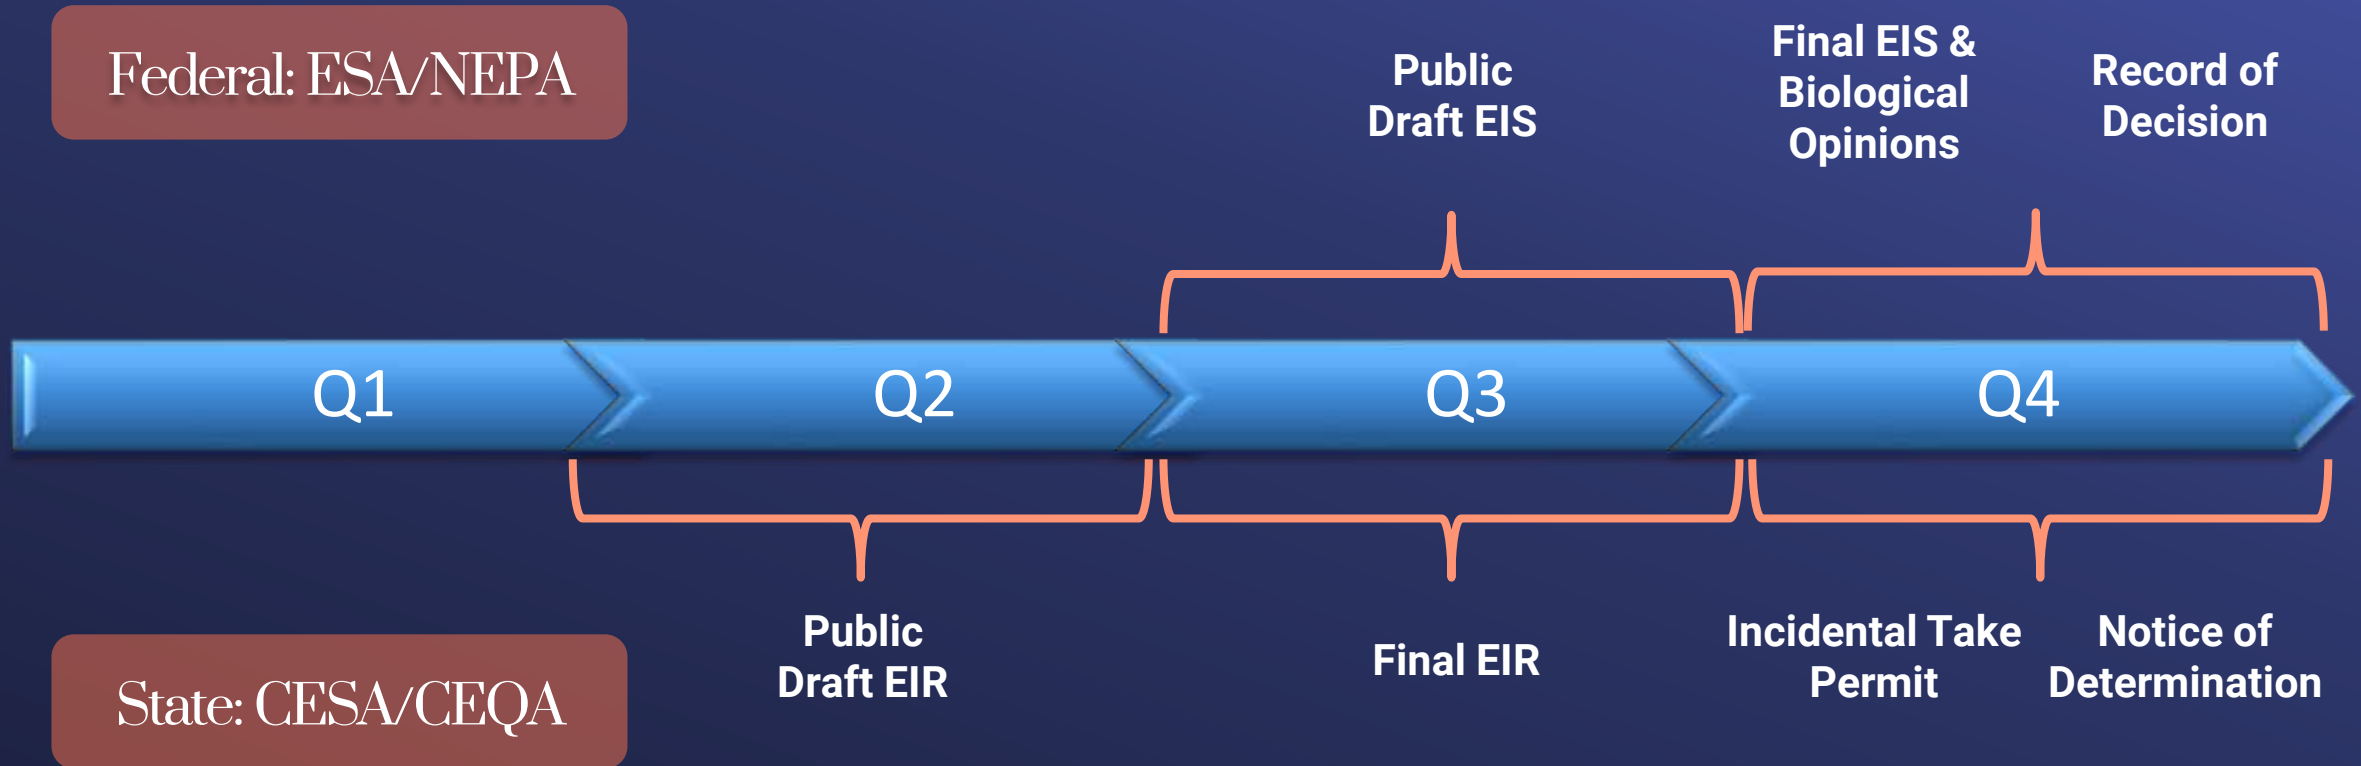 Federal: ESA/NEPA
Public
Draft EIS
Final EIS &
Biological
Opinions
Record of
Decision
Q1
Q2
Q3
Q4
State: CESA/CEQA
Public
Draft EIR
Final EIR
Incidental Take
Permit
Notice of
Determination